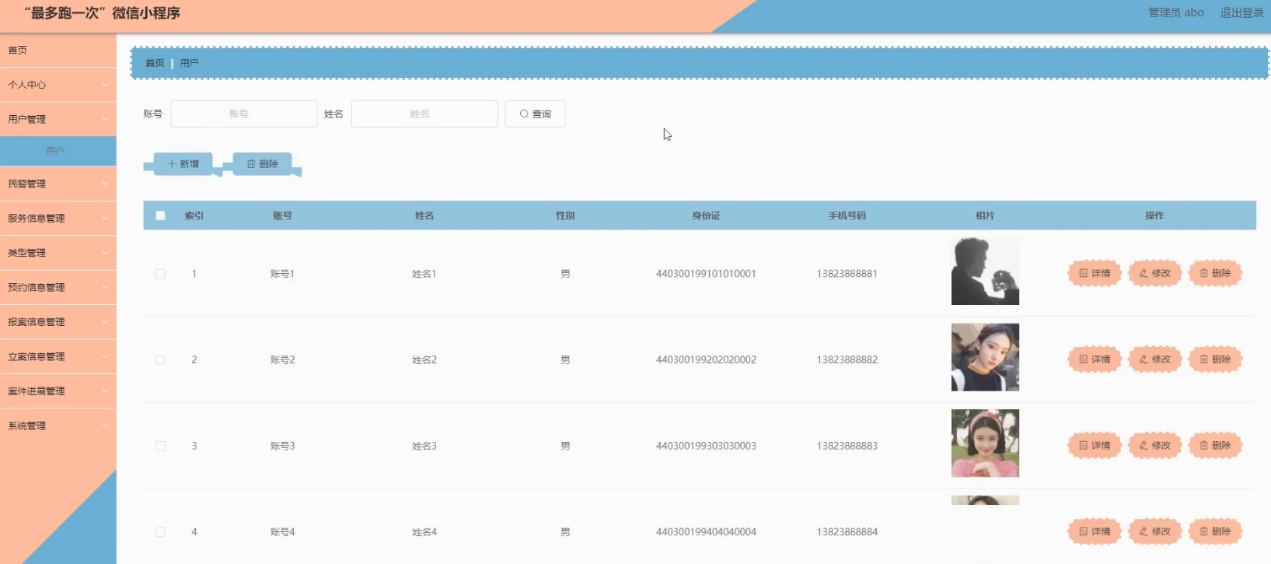 “最多跑一次”微信小程序
管理员 abo 退出登录
首页
个人中心
用户管理
用户
民警管理
服务信息管理
类型管理
预约信息管理
报案信息管理
立案信息管理
案件进展管理
系统管理
首页 | 用户
账号 账号 姓名 姓名 查询
+ 新增 删除
索引 账号 姓名 性别 身份证 手机号码 相片 操作
1 账号1 姓名1 男 440300199101010001 13823888881 详情 修改 删除
2 账号2 姓名2 男 440300199202020002 13823888882 详情 修改 删除
3 账号3 姓名3 男 440300199303030003 13823888883 详情 修改 删除
4 账号4 姓名4 男 440300199404040004 13823888884 详情 修改 删除